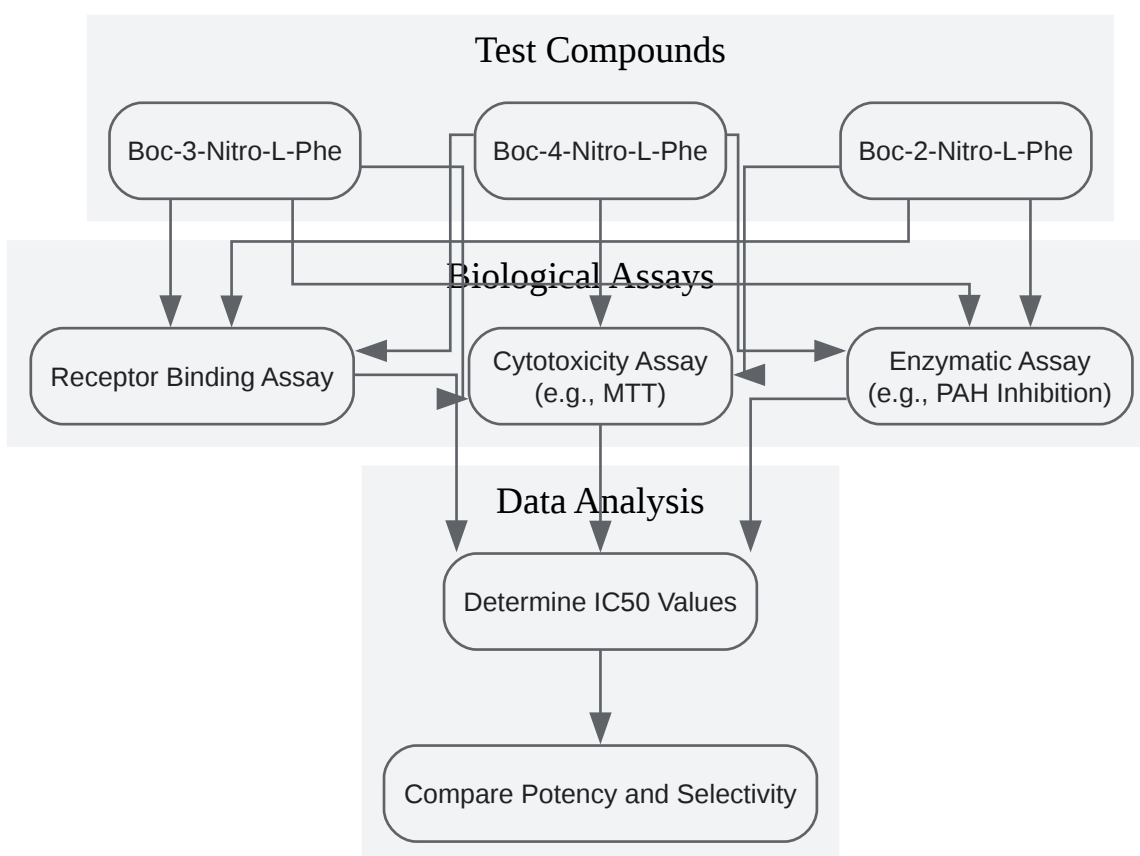 Test Compounds
Boc-3-Nitro-L-Phe
Boc-4-Nitro-L-Phe
Boc-2-Nitro-L-Phe
Biological Assays
Receptor Binding Assay
Cytotoxicity Assay
(e.g., MTT)
Enzymatic Assay
(e.g., PAH Inhibition)
Data Analysis
Determine IC50 Values
Compare Potency and Selectivity